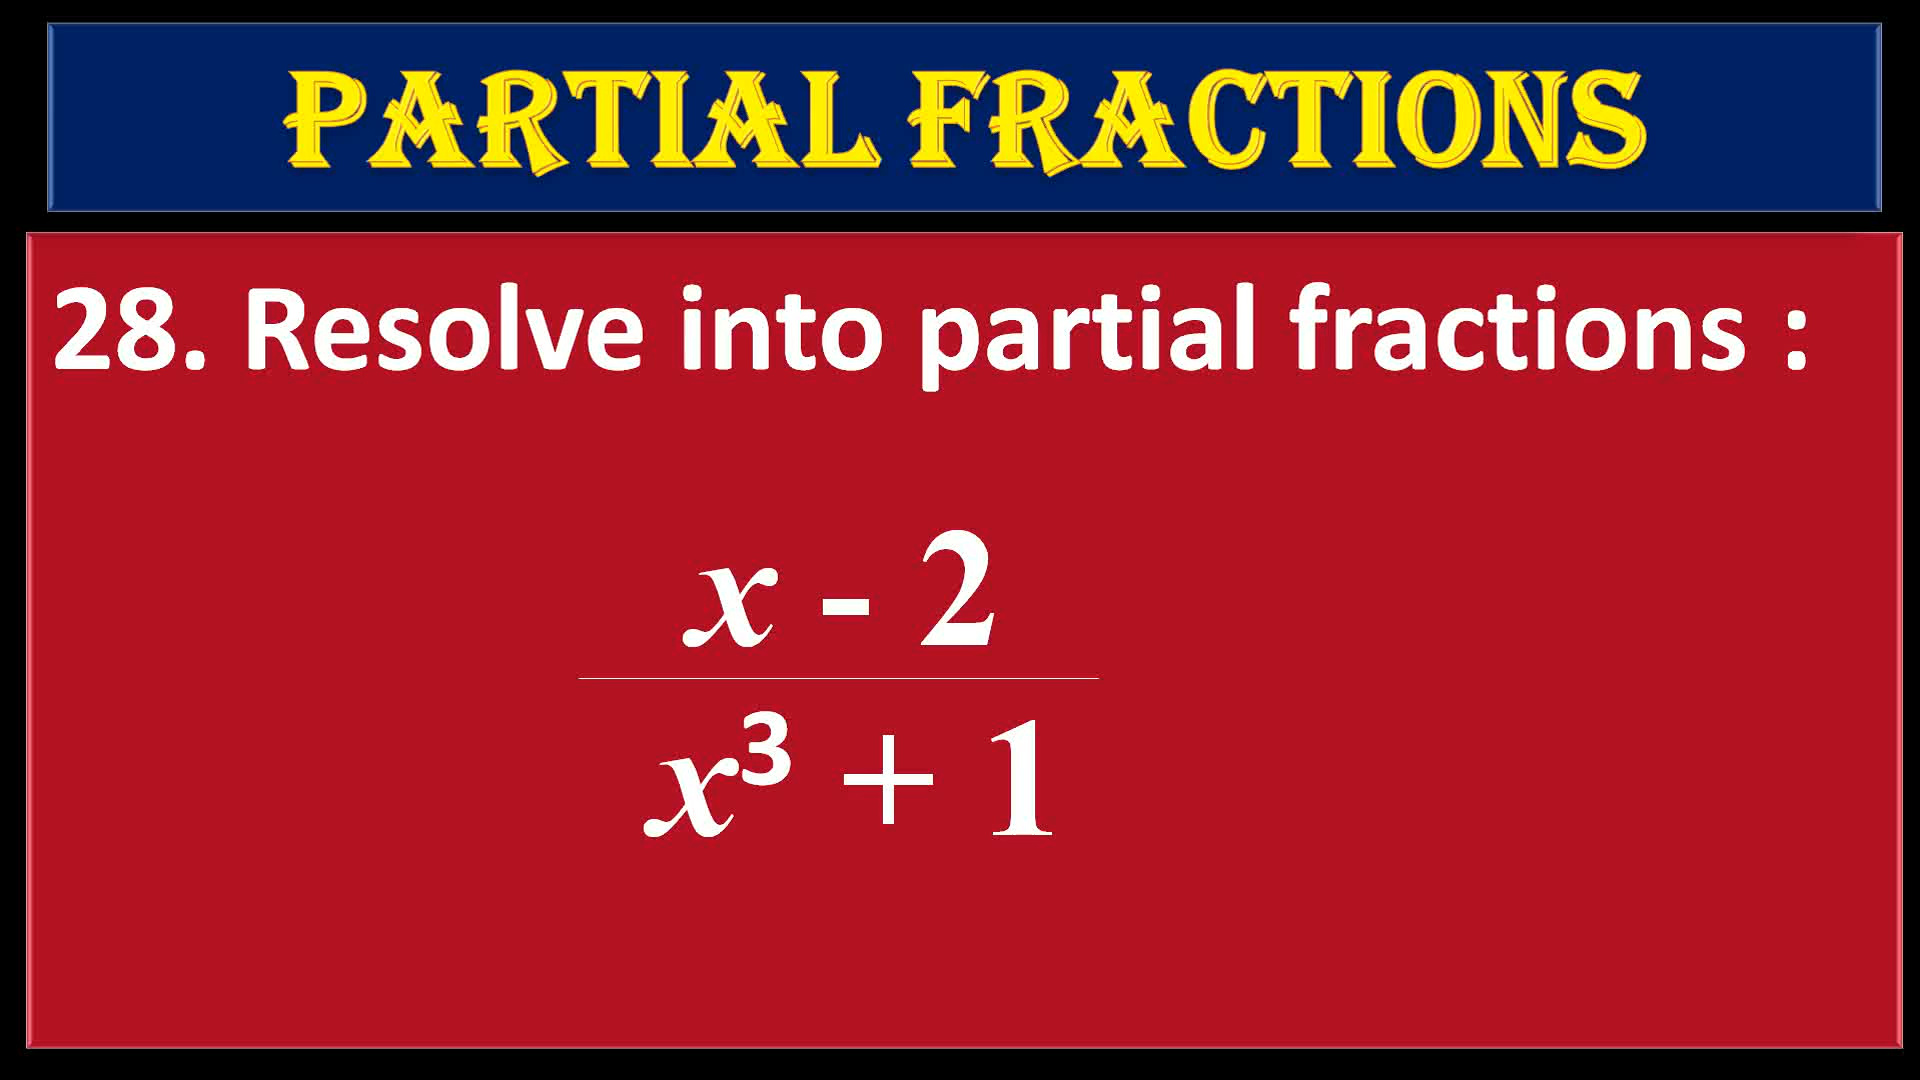 PARTIAL FRACTIONS
28. Resolve into partial fractions :
x - 2
x³ + 1